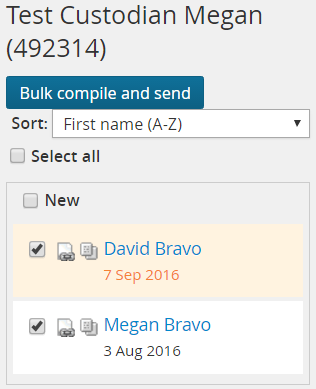 Test Custodian Megan
(492314)
Bulk compile and send
Sort: First name (A-Z)
Select all
New
David Bravo
7 Sep 2016
Megan Bravo
3 Aug 2016